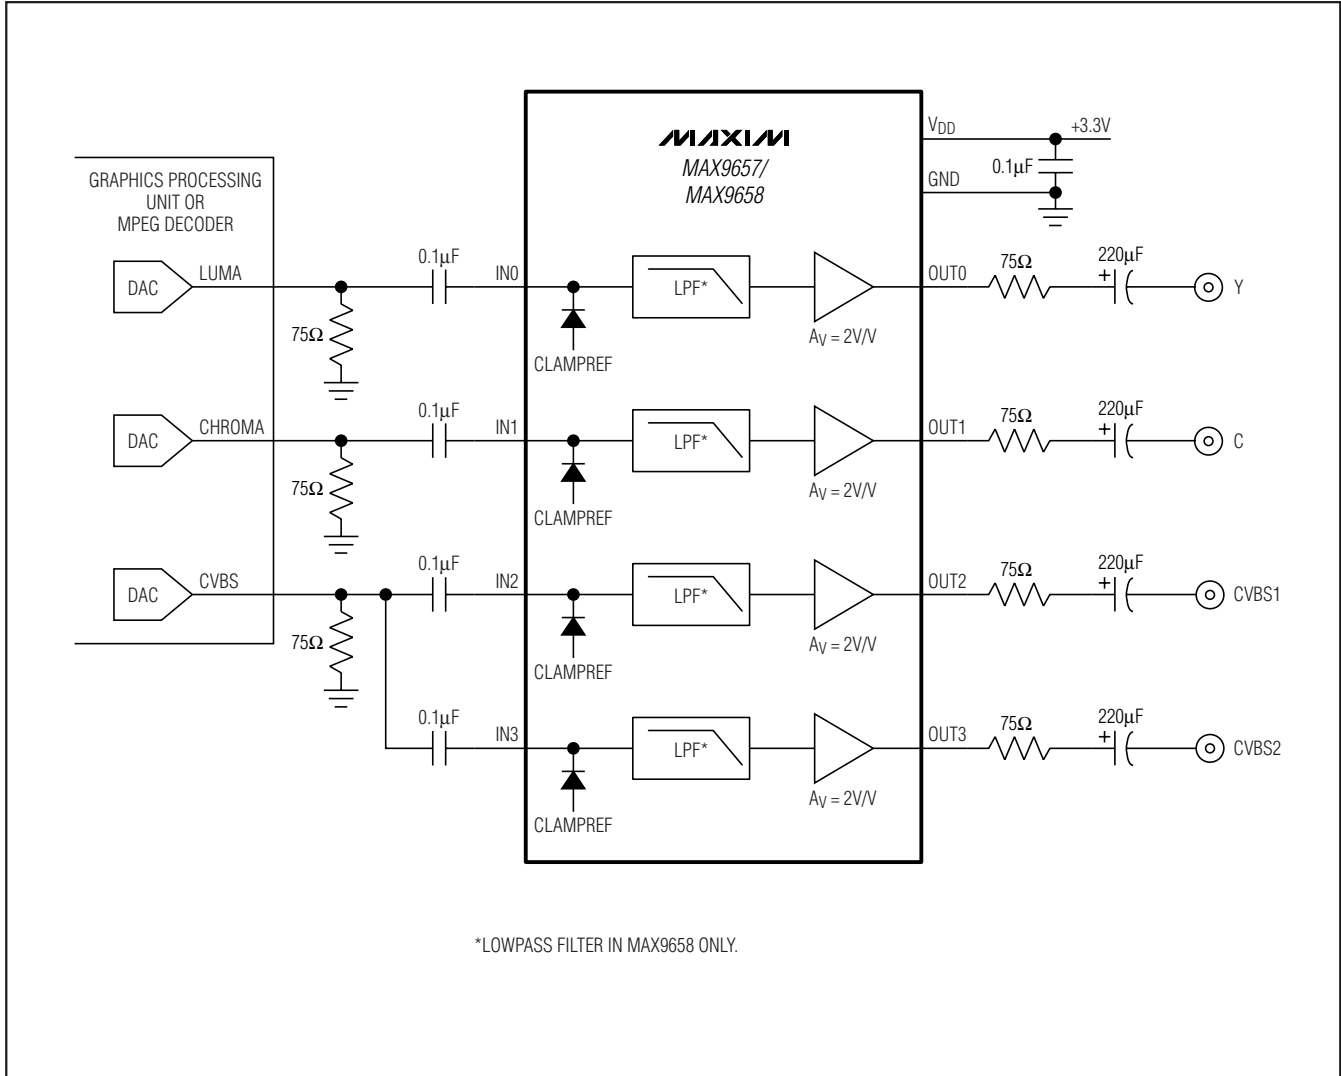 MAXIM
MAX9657/
MAX9658
VDD
+3.3V
0.1µF
GND
GRAPHICS PROCESSING
UNIT OR
MPEG DECODER
DAC
LUMA
75Ω
0.1µF
IN0
CLAMPREF
LPF*
AV = 2V/V
OUT0
75Ω
220µF
+
Y
DAC
CHROMA
75Ω
0.1µF
IN1
CLAMPREF
LPF*
AV = 2V/V
OUT1
75Ω
220µF
+
C
DAC
CVBS
75Ω
0.1µF
IN2
CLAMPREF
LPF*
AV = 2V/V
OUT2
75Ω
220µF
+
CVBS1
0.1µF
IN3
CLAMPREF
LPF*
AV = 2V/V
OUT3
75Ω
220µF
+
CVBS2
*LOWPASS FILTER IN MAX9658 ONLY.